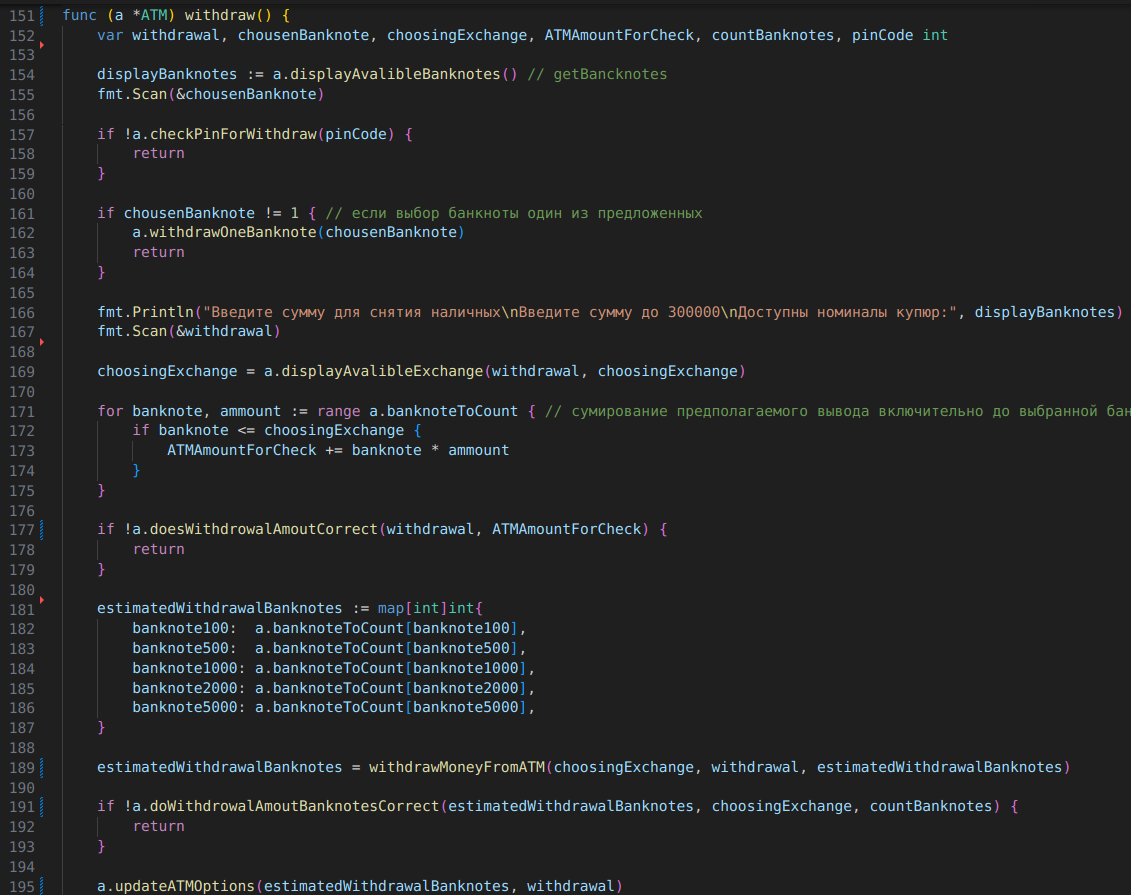 151 func (a *ATM) withdraw() {
152 var withdrawal, chousenBanknote, choosingExchange, ATMAmountForCheck, countBanknotes, pinCode int
153
154 displayBanknotes := a.displayAvalibleBanknotes() // getBancknotes
155 fmt.Scan(&chousenBanknote)
156
157 if !a.checkPinForWithdraw(pinCode) {
158 return
159 }
160
161 if chousenBanknote != 1 { // если выбор банкноты один из предложенных
162 a.withdrawOneBanknote(chousenBanknote)
163 return
164 }
165
166 fmt.Println("Введите сумму для снятия наличных\nВведите сумму до 300000\nДоступны номиналы купюр:", displayBanknotes)
167 fmt.Scan(&withdrawal)
168
169 choosingExchange = a.displayAvalibleExchange(withdrawal, choosingExchange)
170
171 for banknote, ammount := range a.banknoteToCount { // сумирование предполагаемого вывода включительно до выбранной бан
172 if banknote <= choosingExchange {
173 ATMAmountForCheck += banknote * ammount
174 }
175 }
176
177 if !a.doesWithdrowalAmoutCorrect(withdrawal, ATMAmountForCheck) {
178 return
179 }
180
181 estimatedWithdrawalBanknotes := map[int]int{
182 banknote100: a.banknoteToCount[banknote100],
183 banknote500: a.banknoteToCount[banknote500],
184 banknote1000: a.banknoteToCount[banknote1000],
185 banknote2000: a.banknoteToCount[banknote2000],
186 banknote5000: a.banknoteToCount[banknote5000],
187 }
188
189 estimatedWithdrawalBanknotes = withdrawMoneyFromATM(choosingExchange, withdrawal, estimatedWithdrawalBanknotes)
190
191 if !a.doWithdrowalAmoutBanknotesCorrect(estimatedWithdrawalBanknotes, choosingExchange, countBanknotes) {
192 return
193 }
194
195 a.updateATMOptions(estimatedWithdrawalBanknotes, withdrawal)